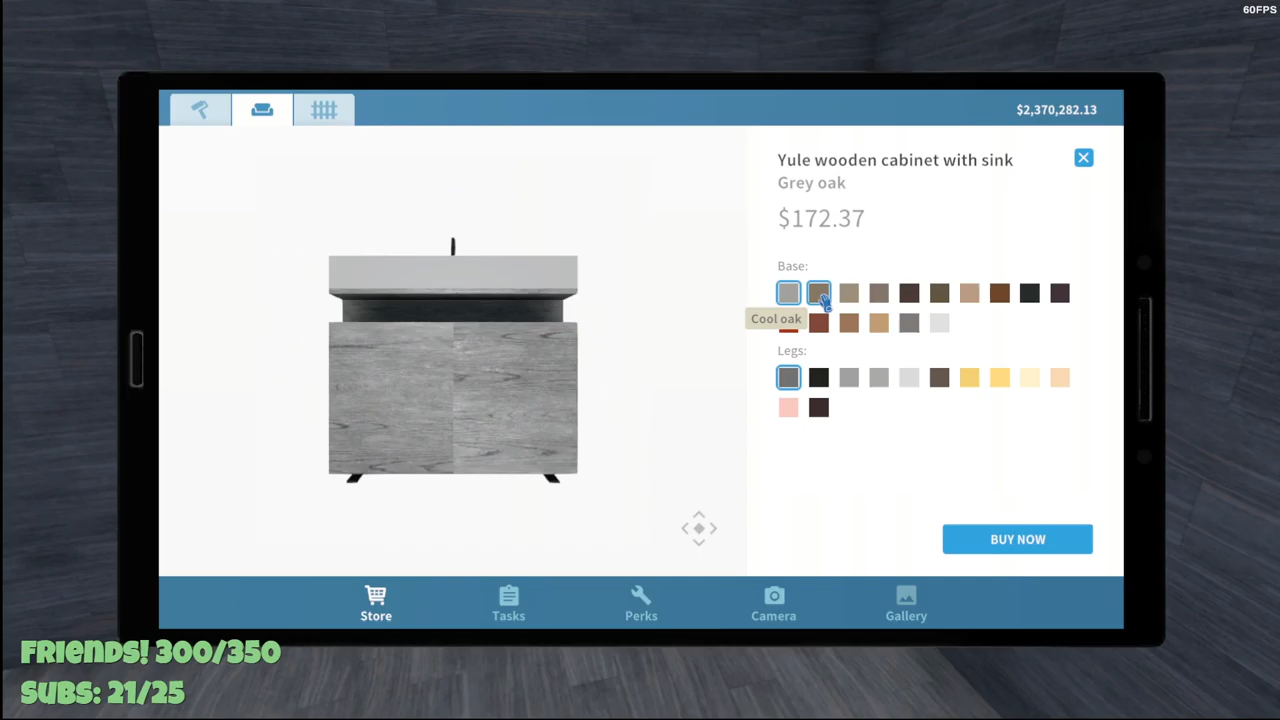 60FPS
$2,370,282.13
Yule wooden cabinet with sink
Grey oak
$172.37
Base:
Cool oak
Legs:
BUY NOW
Store
Tasks
Perks
Camera
Gallery
Friends! 300/350
Subs: 21/25